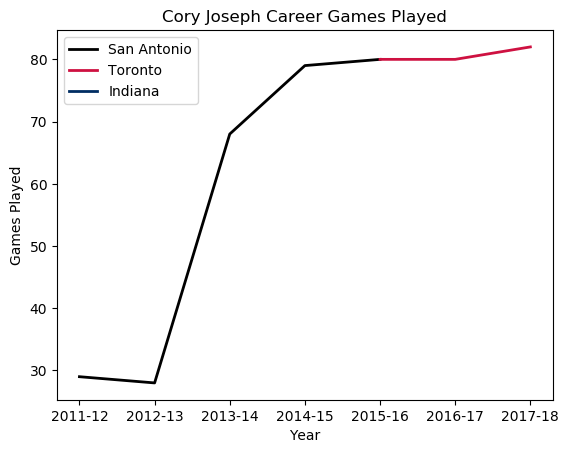 Cory Joseph Career Games Played
San Antonio
Toronto
Indiana
80
70
60
50
40
30
Games Played
2011-12 2012-13 2013-14 2014-15 2015-16 2016-17 2017-18
Year